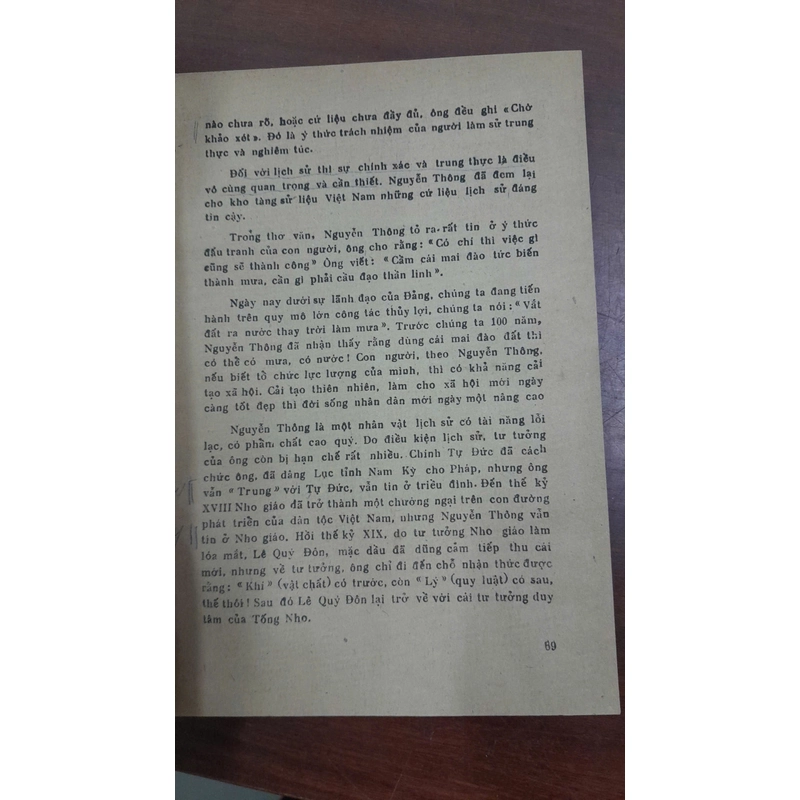 nào chưa rõ, hoặc cứ liệu chưa đầy đủ, ông đều ghi «Chờ
khảo xót». Đó là ý thức trách nhiệm của người làm sử trung
thực và nghiêm túc.
Đối với lịch sử thì sự chính xác và trung thực là điều
vô cùng quan trọng và cần thiết. Nguyễn Thông đã đem lại
cho kho tàng sử liệu Việt Nam những cứ liệu lịch sử đáng
tin cậy.
Trong thơ văn, Nguyễn Thông tỏ ra rất tin ở ý thức
đấu tranh của con người, ông cho rằng: «Có chí thì việc gì
cũng sẽ thành công» Ông viết: «Cầm cái mai đào tức biến
thành mưa, cần gì phải cầu đạo thần linh».
Ngày nay dưới sự lãnh đạo của Đảng, chúng ta đang tiến
hành trên quy mô lớn công tác thủy lợi, chúng ta nói: «Vắt
đất ra nước thay trời làm mưa». Trước chúng ta 100 năm,
Nguyễn Thông đã nhận thấy rằng dùng cái mai đào đất thì
có thể có mưa, có nước! Con người, theo Nguyễn Thông,
nếu biết tổ chức lực lượng của mình, thì có khả năng cải
tạo xã hội. Cải tạo thiên nhiên, làm cho xã hội mới ngày
càng tốt đẹp thì đời sống nhân dân mới ngày một nâng cao
Nguyễn Thông là một nhân vật lịch sử có tài năng lỗi
lạc, có phẩm chất cao quý. Do điều kiện lịch sử, tư tưởng
của ông còn bị hạn chế rất nhiều. Chính Tự Đức đã cách
chức ông, đã dâng Lục tỉnh Nam Kỳ cho Pháp, nhưng ông
vẫn «Trung» với Tự Đức, vẫn tin ở triều đình. Đến thế kỷ
XVIII Nho giáo đã trở thành một chướng ngại trên con đường
phát triển của dân tộc Việt Nam, nhưng Nguyễn Thông vẫn
tin ở Nho giáo. Hồi thế kỷ XIX, do tư tưởng Nho giáo làm
lóa mắt, Lê Quý Đôn, mặc dầu đã dũng cảm tiếp thu cái
mới, nhưng về tư tưởng, ông chỉ đi đến chỗ nhận thức được
rằng: «Khí» (vật chất) có trước, còn «Lý» (quy luật) có sau,
thế thôi! Sau đó Lê Quý Đôn lại trở về với cái tư tưởng duy
tâm của Tống Nho.
69